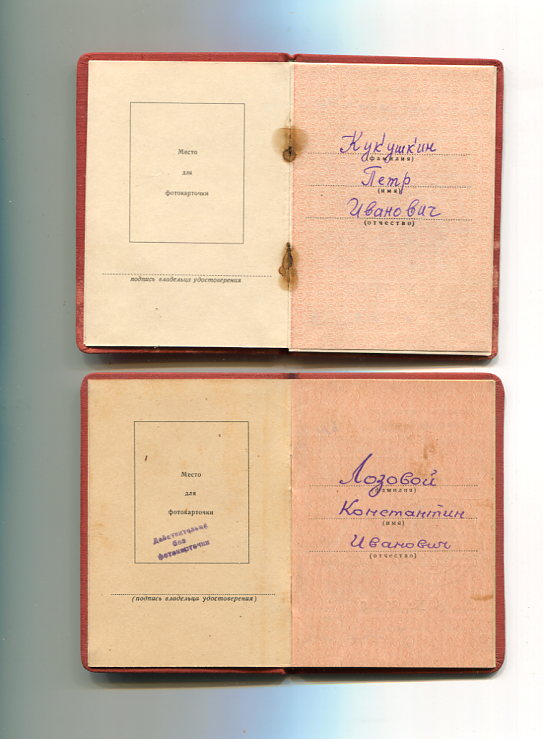 Место
для
фотокарточки
подпись владельца удостоверения
Кукушкин
(фамилия)
Петр
(имя)
Иванович
(отчество)
Место
для
фотокарточки
Действительно
без
фотокарточки
(подпись владельца удостоверения)
Лозовой
(фамилия)
Константин
(имя)
Иванович
(отчество)